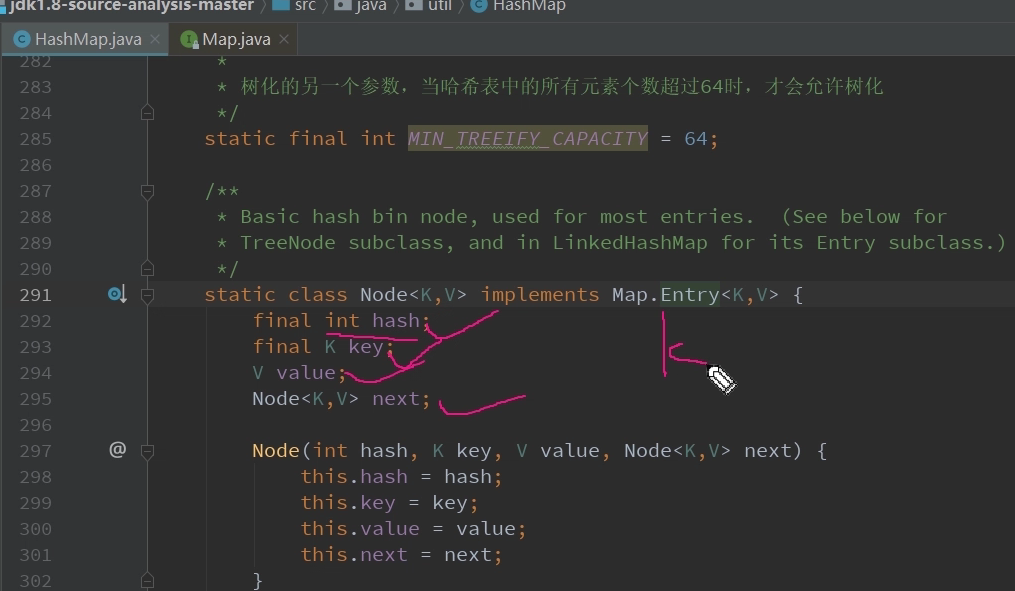 jdk1.8-source-analysis-master 〉 src 〉 java 〉 util 〉 HashMap
HashMap.java Map.java
282 *
283 * 树化的另一个参数，当哈希表中的所有元素个数超过64时，才会允许树化
284 */
285 static final int MIN_TREEIFY_CAPACITY = 64;
286
287 /**
288 * Basic hash bin node, used for most entries.  (See below for
289 * TreeNode subclass, and in LinkedHashMap for its Entry subclass.)
290 */
291 static class Node<K,V> implements Map.Entry<K,V> {
292 final int hash;
293 final K key;
294 V value;
295 Node<K,V> next;
296
297 @ Node(int hash, K key, V value, Node<K,V> next) {
298 this.hash = hash;
299 this.key = key;
300 this.value = value;
301 this.next = next;
302 }